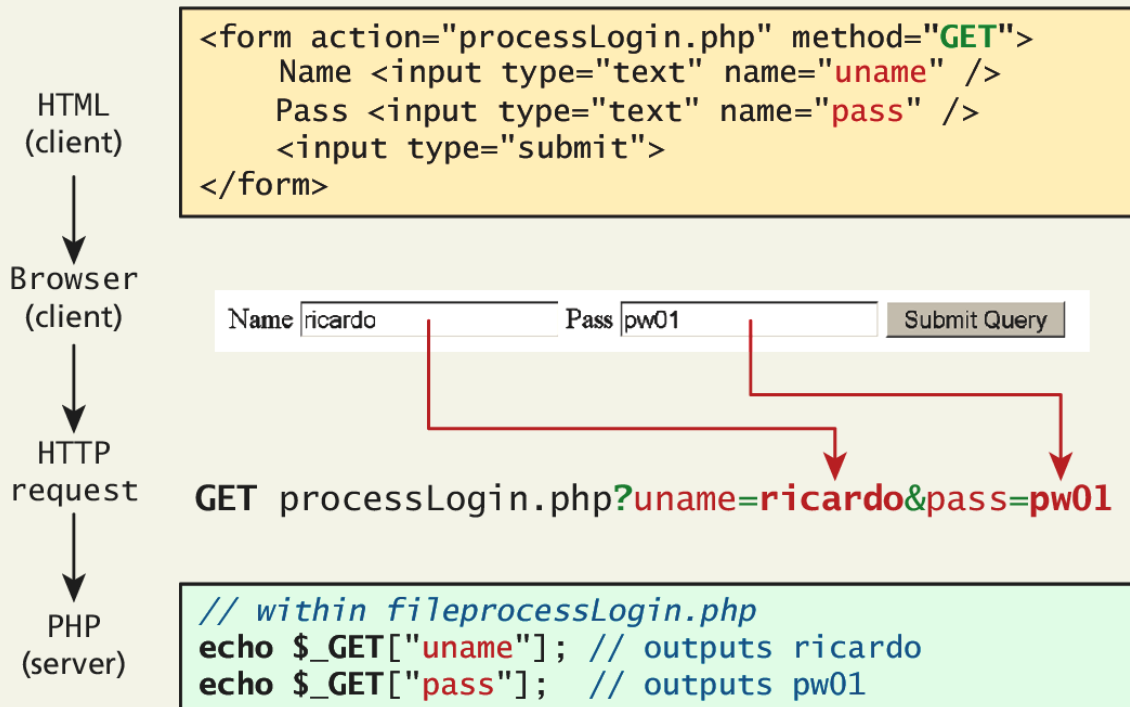 HTML
(client)
<form action="processLogin.php" method="GET">
Name <input type="text" name="uname" />
Pass <input type="text" name="pass" />
<input type="submit">
</form>
Browser
(client)
Name ricardo Pass pw01 Submit Query
HTTP
request
GET processLogin.php?uname=ricardo&pass=pw01
PHP
(server)
// within fileprocessLogin.php
echo $_GET["uname"]; // outputs ricardo
echo $_GET["pass"]; // outputs pw01